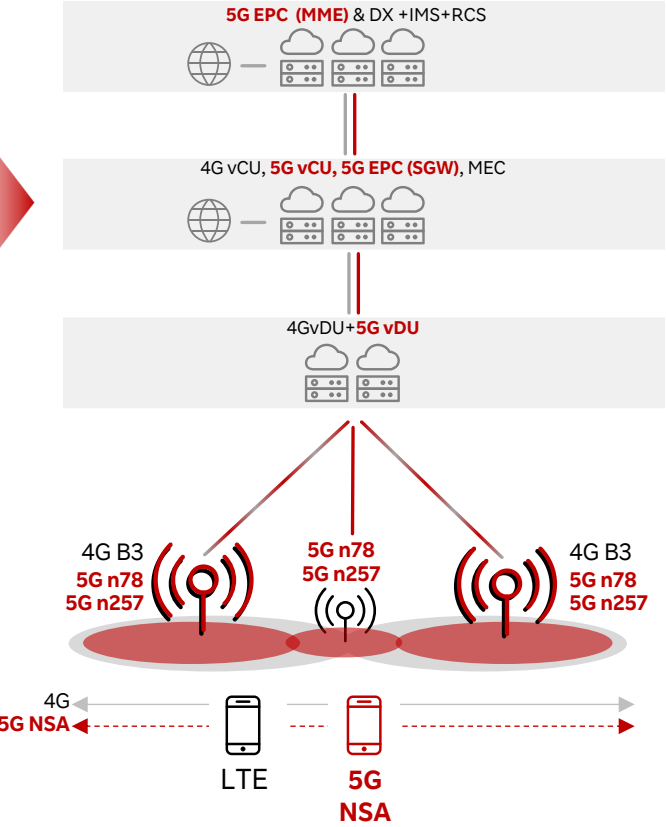 5G EPC (MME) & DX +IMS+RCS
4G vCU, 5G vCU, 5G EPC (SGW), MEC
4GvDU+5G vDU
4G B3
5G n78
5G n257
5G n78
5G n257
4G B3
5G n78
5G n257
4G
5G NSA
LTE
5G
NSA